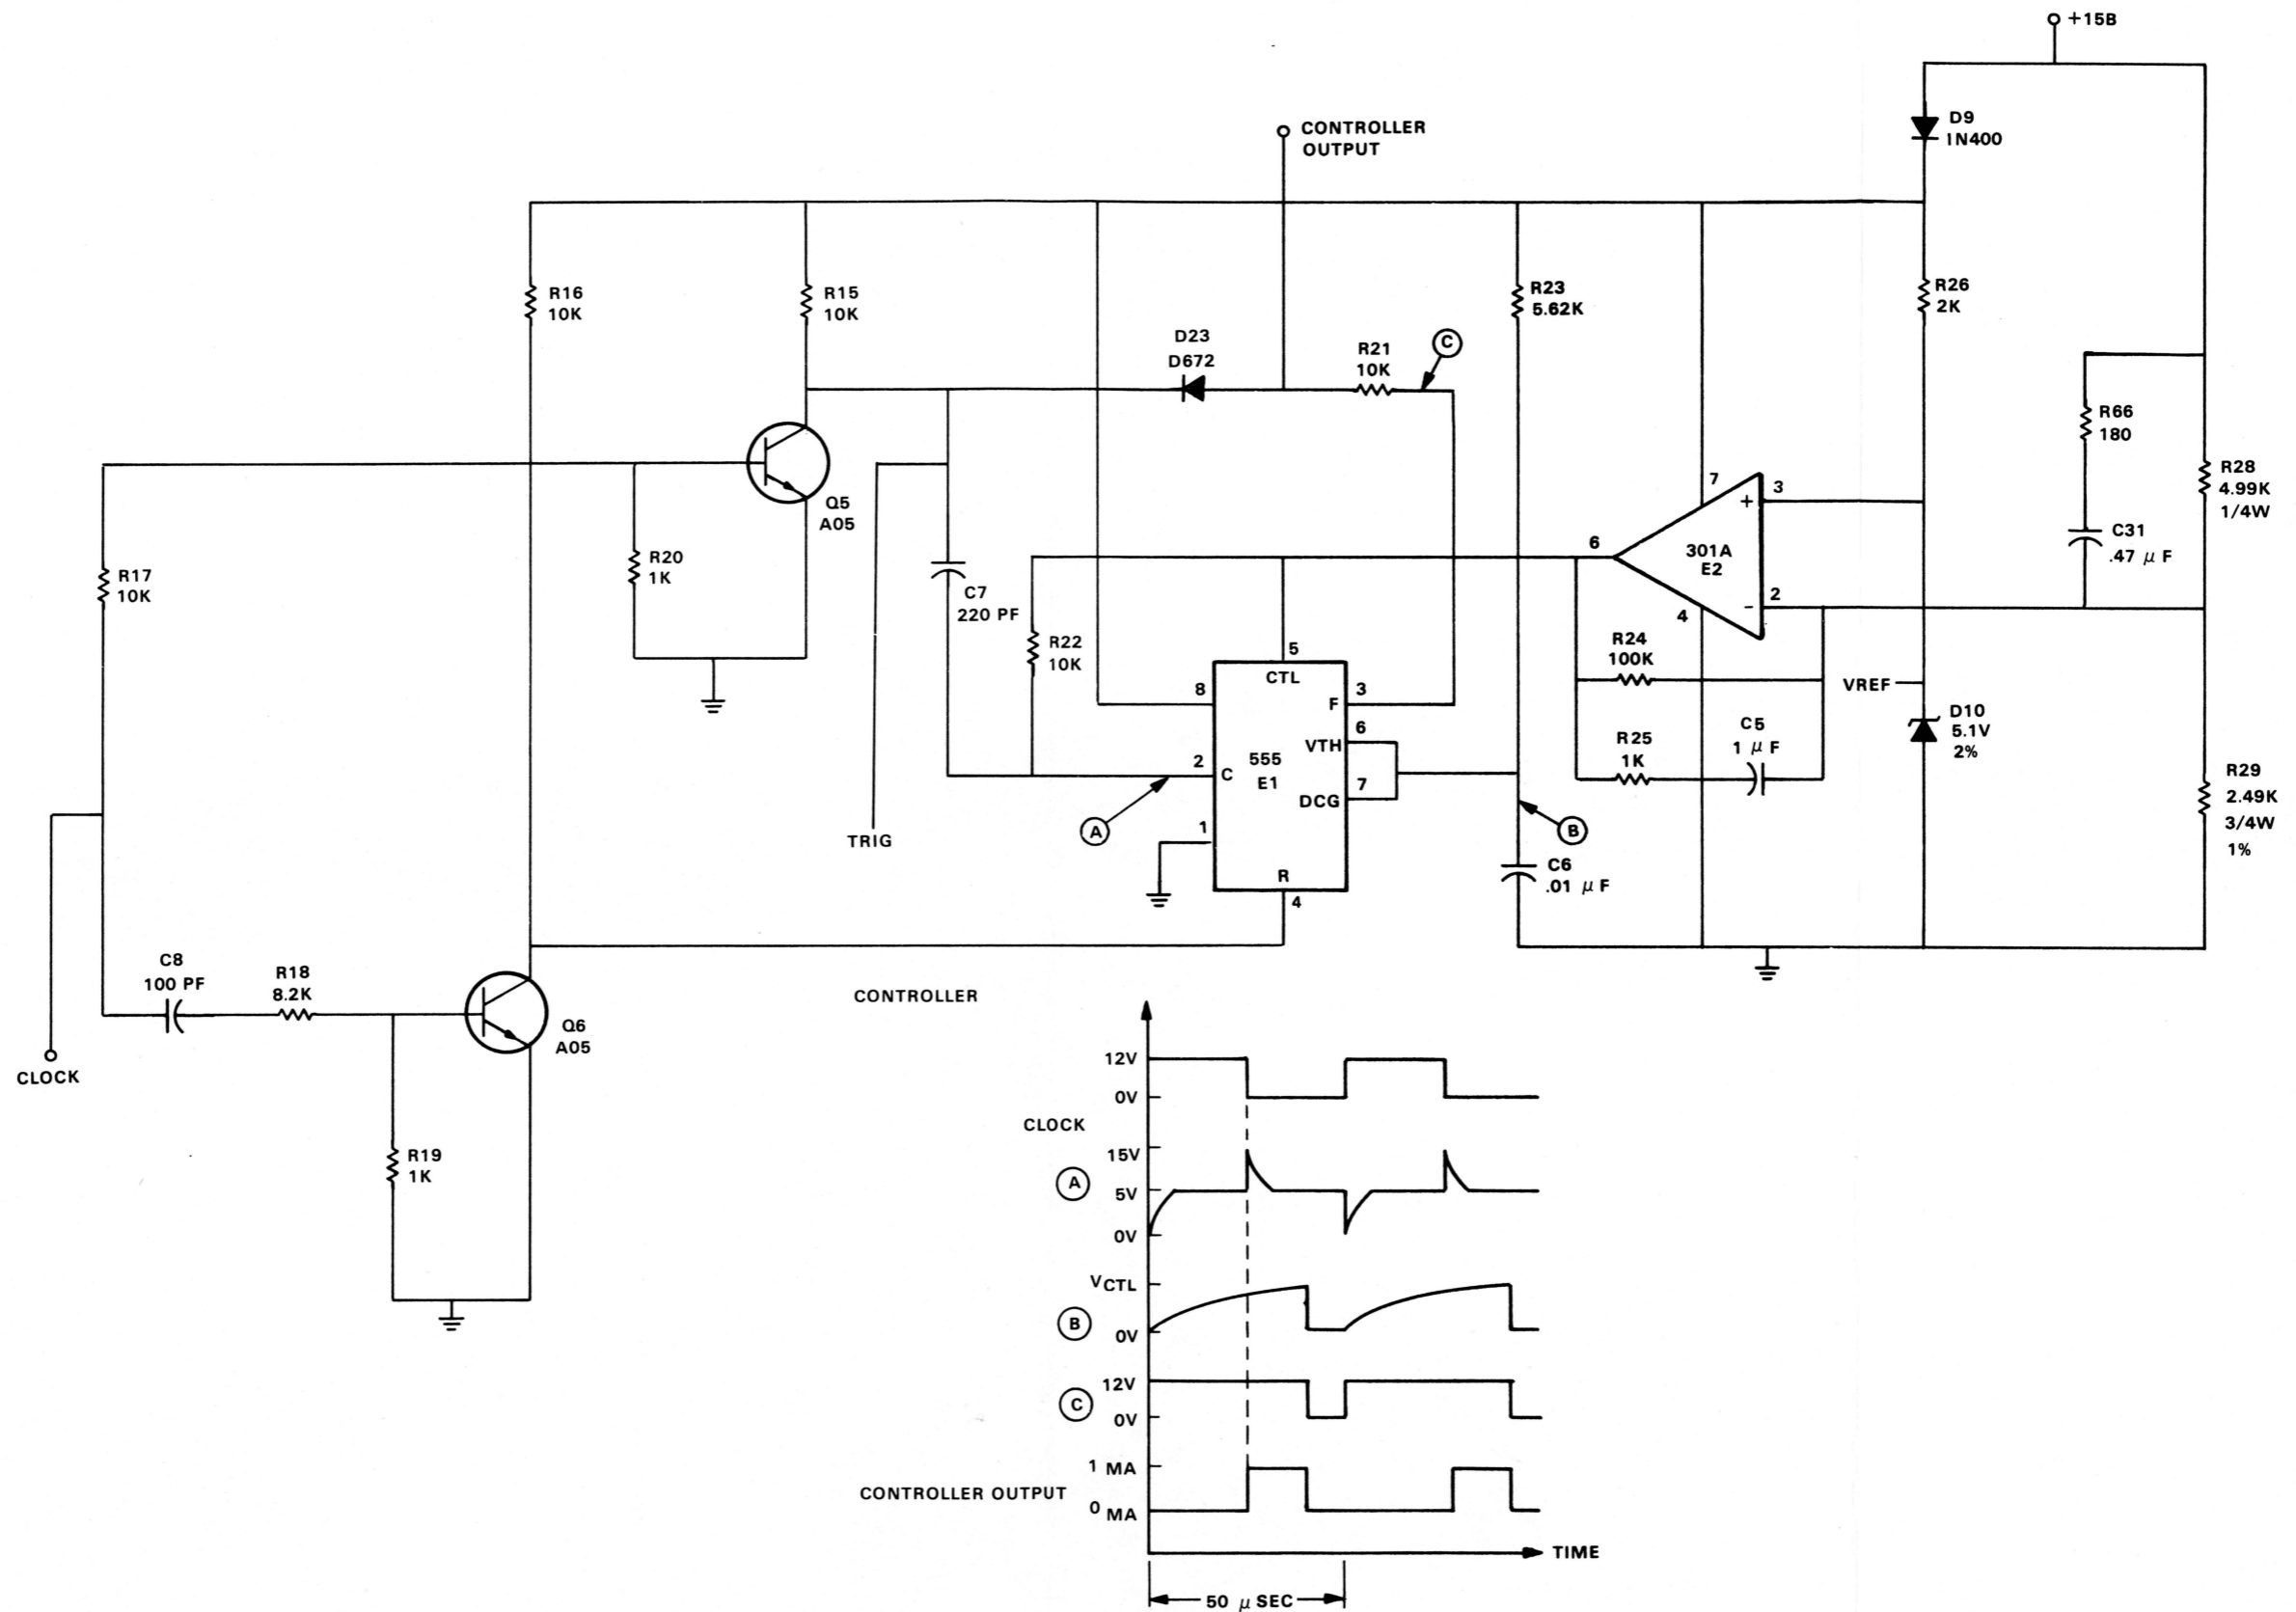 +15B
D9
1N400
CONTROLLER
OUTPUT
R16
10K
R15
10K
D23
D672
R21
10K
C
R23
5.62K
R26
2K
R66
180
C31
.47 μ F
R28
4.99K
1/4W
Q5
A05
R20
1K
R17
10K
C7
220 PF
R22
10K
TRIG
7
3
+
6
301A
E2
2
-
4
R24
100K
R25
1K
C5
1 μ F
VREF
D10
5.1V
2%
R29
2.49K
3/4W
1%
5
CTL
8
3
F
6
VTH
555
E1
2
C
7
DCG
A
1
R
4
B
C6
.01 μ F
C8
100 PF
R18
8.2K
Q6
A05
CLOCK
R19
1K
CONTROLLER
12V
0V
CLOCK
15V
A
5V
0V
VCTL
B
0V
12V
C
0V
1 MA
CONTROLLER OUTPUT
0 MA
TIME
50 μ SEC